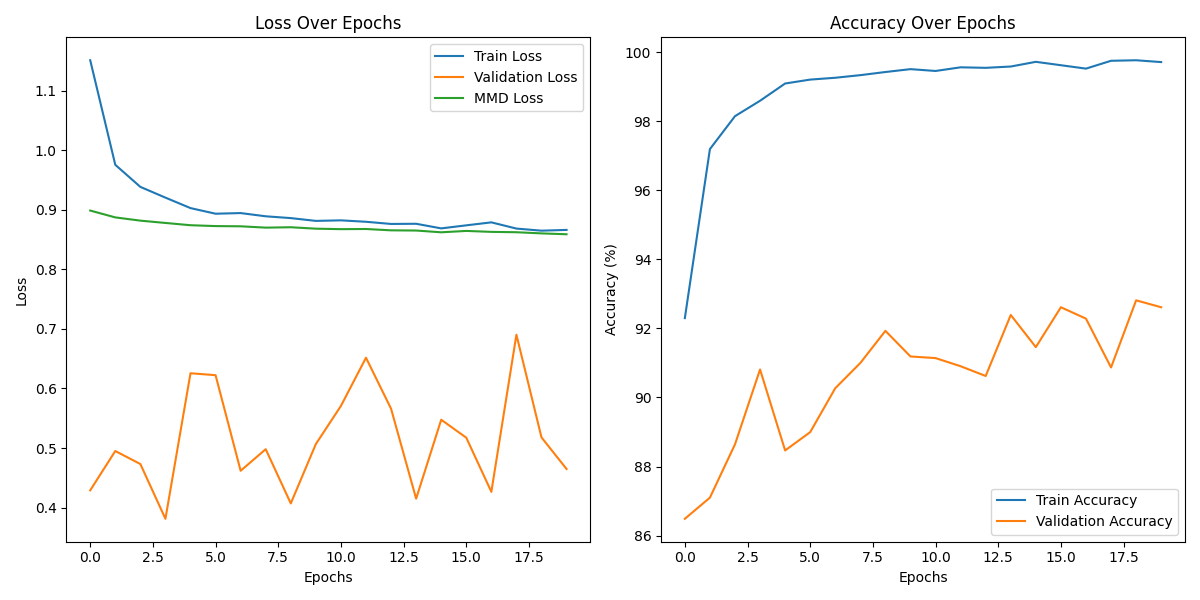 Loss Over Epochs
Train Loss
Validation Loss
MMD Loss
1.1
1.0
0.9
0.8
0.7
0.6
0.5
0.4
Loss
0.0 2.5 5.0 7.5 10.0 12.5 15.0 17.5
Epochs
Accuracy Over Epochs
100
98
96
94
92
90
88
86
Accuracy (%)
Train Accuracy
Validation Accuracy
0.0 2.5 5.0 7.5 10.0 12.5 15.0 17.5
Epochs